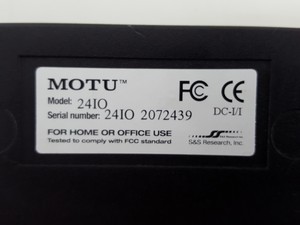 MOTU™
Model: 24IO
Serial number: 24IO 2072439
FC CE
DC-I/I
FOR HOME OR OFFICE USE
Tested to comply with FCC standard
S&S Research, Inc.